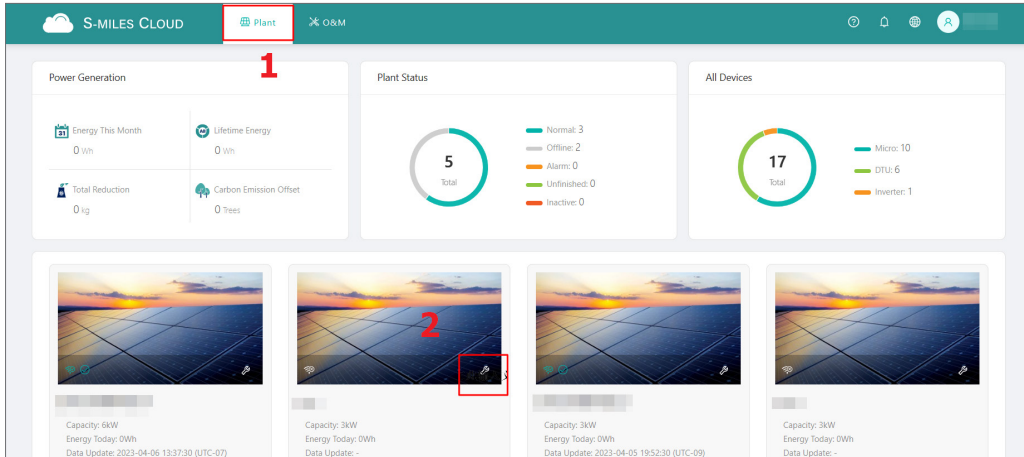 S-MILES CLOUD
Plant
O&M
1
Power Generation
Energy This Month
0 Wh
Lifetime Energy
0 Wh
Total Reduction
0 kg
Carbon Emission Offset
0 Trees
Plant Status
5
Total
Normal: 3
Offline: 2
Alarm: 0
Unfinished: 0
Inactive: 0
All Devices
17
Total
Micro: 10
DTU: 6
Inverter: 1
2
Capacity: 6kW
Energy Today: 0Wh
Data Update: 2023-04-06 13:37:30 (UTC-07)
Capacity: 3kW
Energy Today: 0Wh
Data Update: -
Capacity: 3kW
Energy Today: 0Wh
Data Update: 2023-04-05 19:52:30 (UTC-09)
Capacity: 3kW
Energy Today: 0Wh
Data Update: -